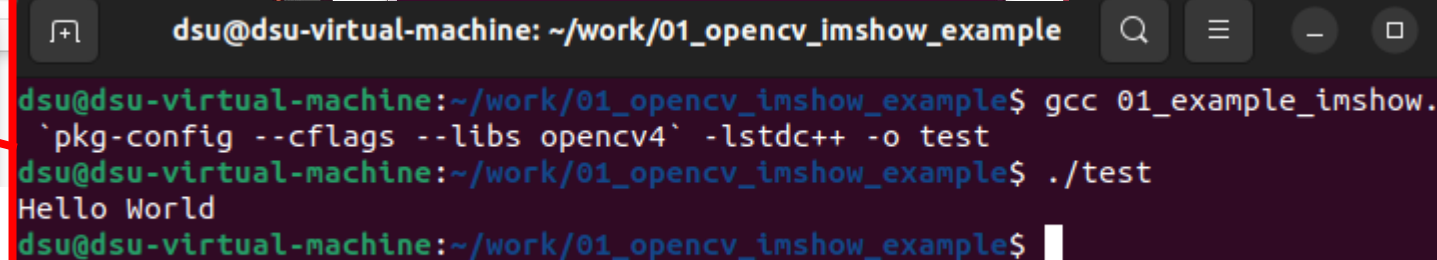 dsu@dsu-virtual-machine: ~/work/01_opencv_imshow_example
dsu@dsu-virtual-machine:~/work/01_opencv_imshow_example$ gcc 01_example_imshow.
`pkg-config --cflags --libs opencv4` -lstdc++ -o test
dsu@dsu-virtual-machine:~/work/01_opencv_imshow_example$ ./test
Hello World
dsu@dsu-virtual-machine:~/work/01_opencv_imshow_example$